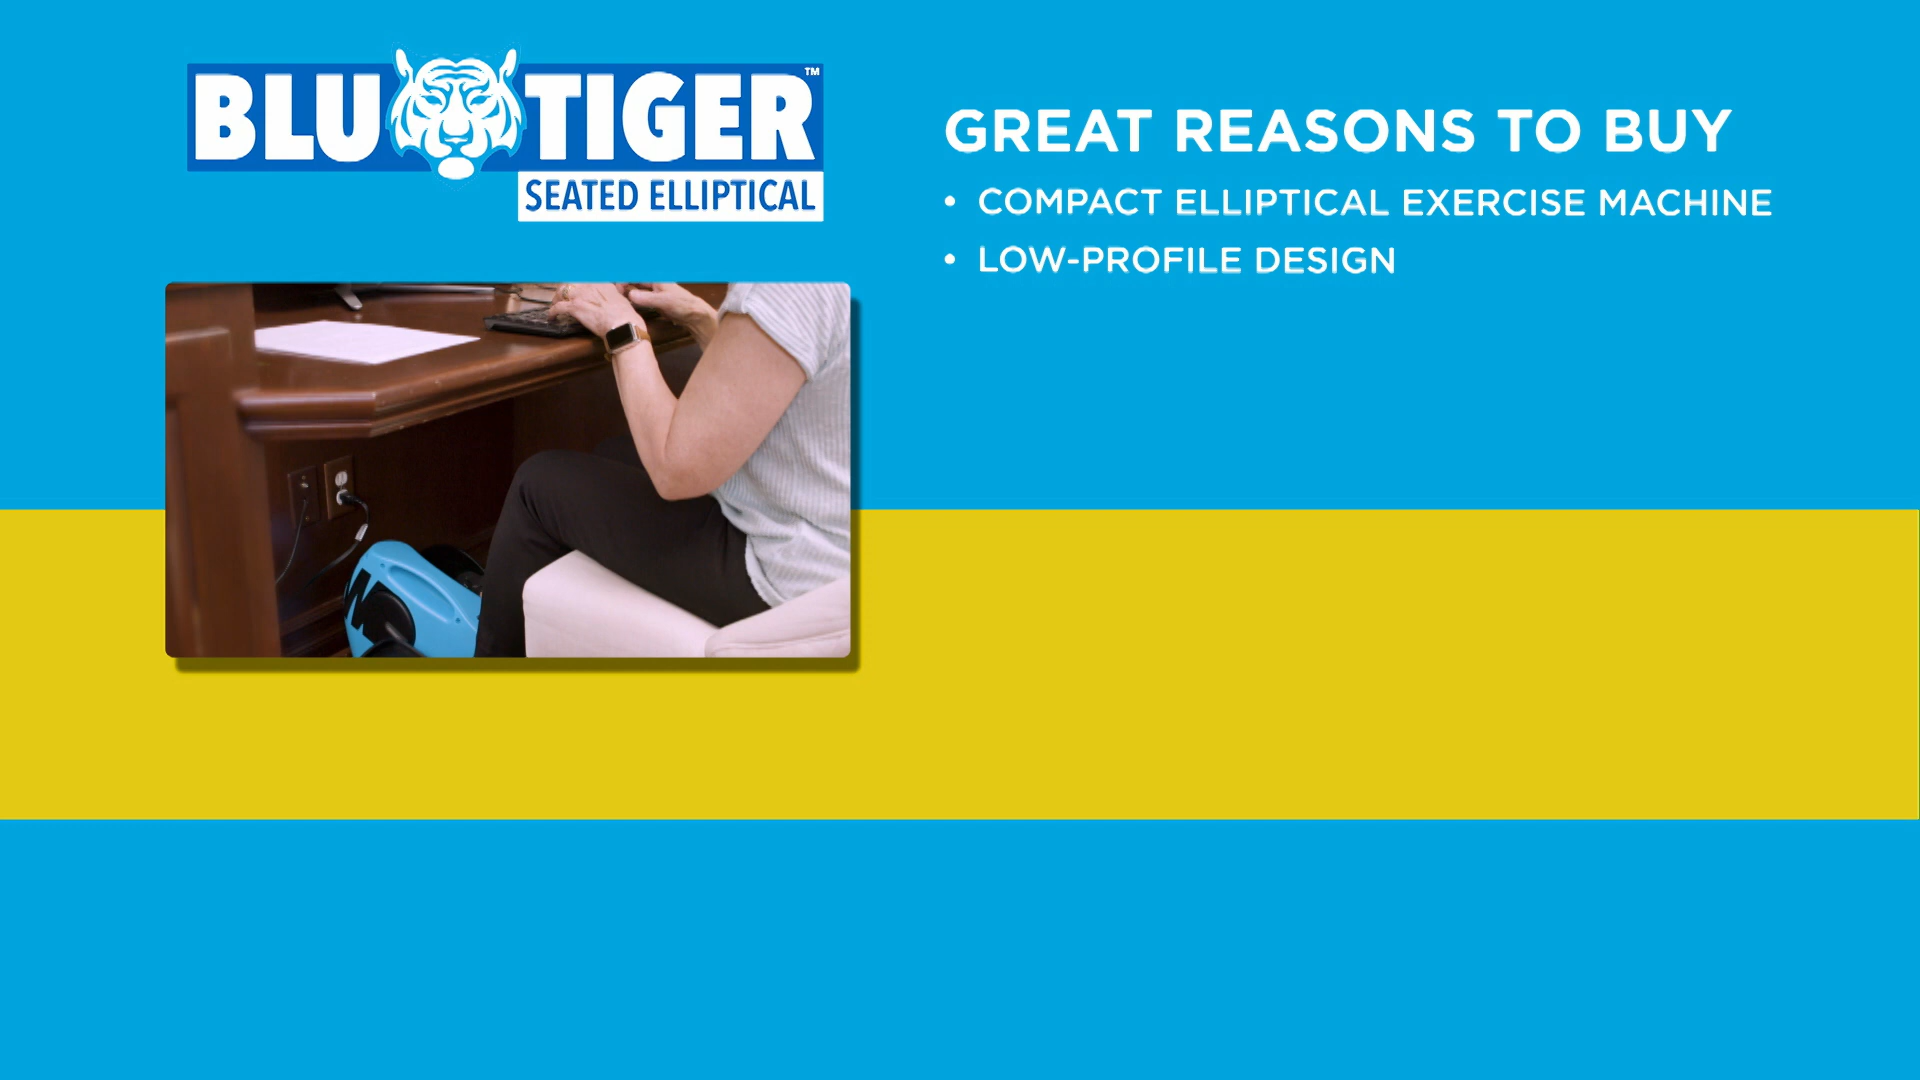 BLU TIGER™
SEATED ELLIPTICAL
GREAT REASONS TO BUY
• COMPACT ELLIPTICAL EXERCISE MACHINE
• LOW-PROFILE DESIGN